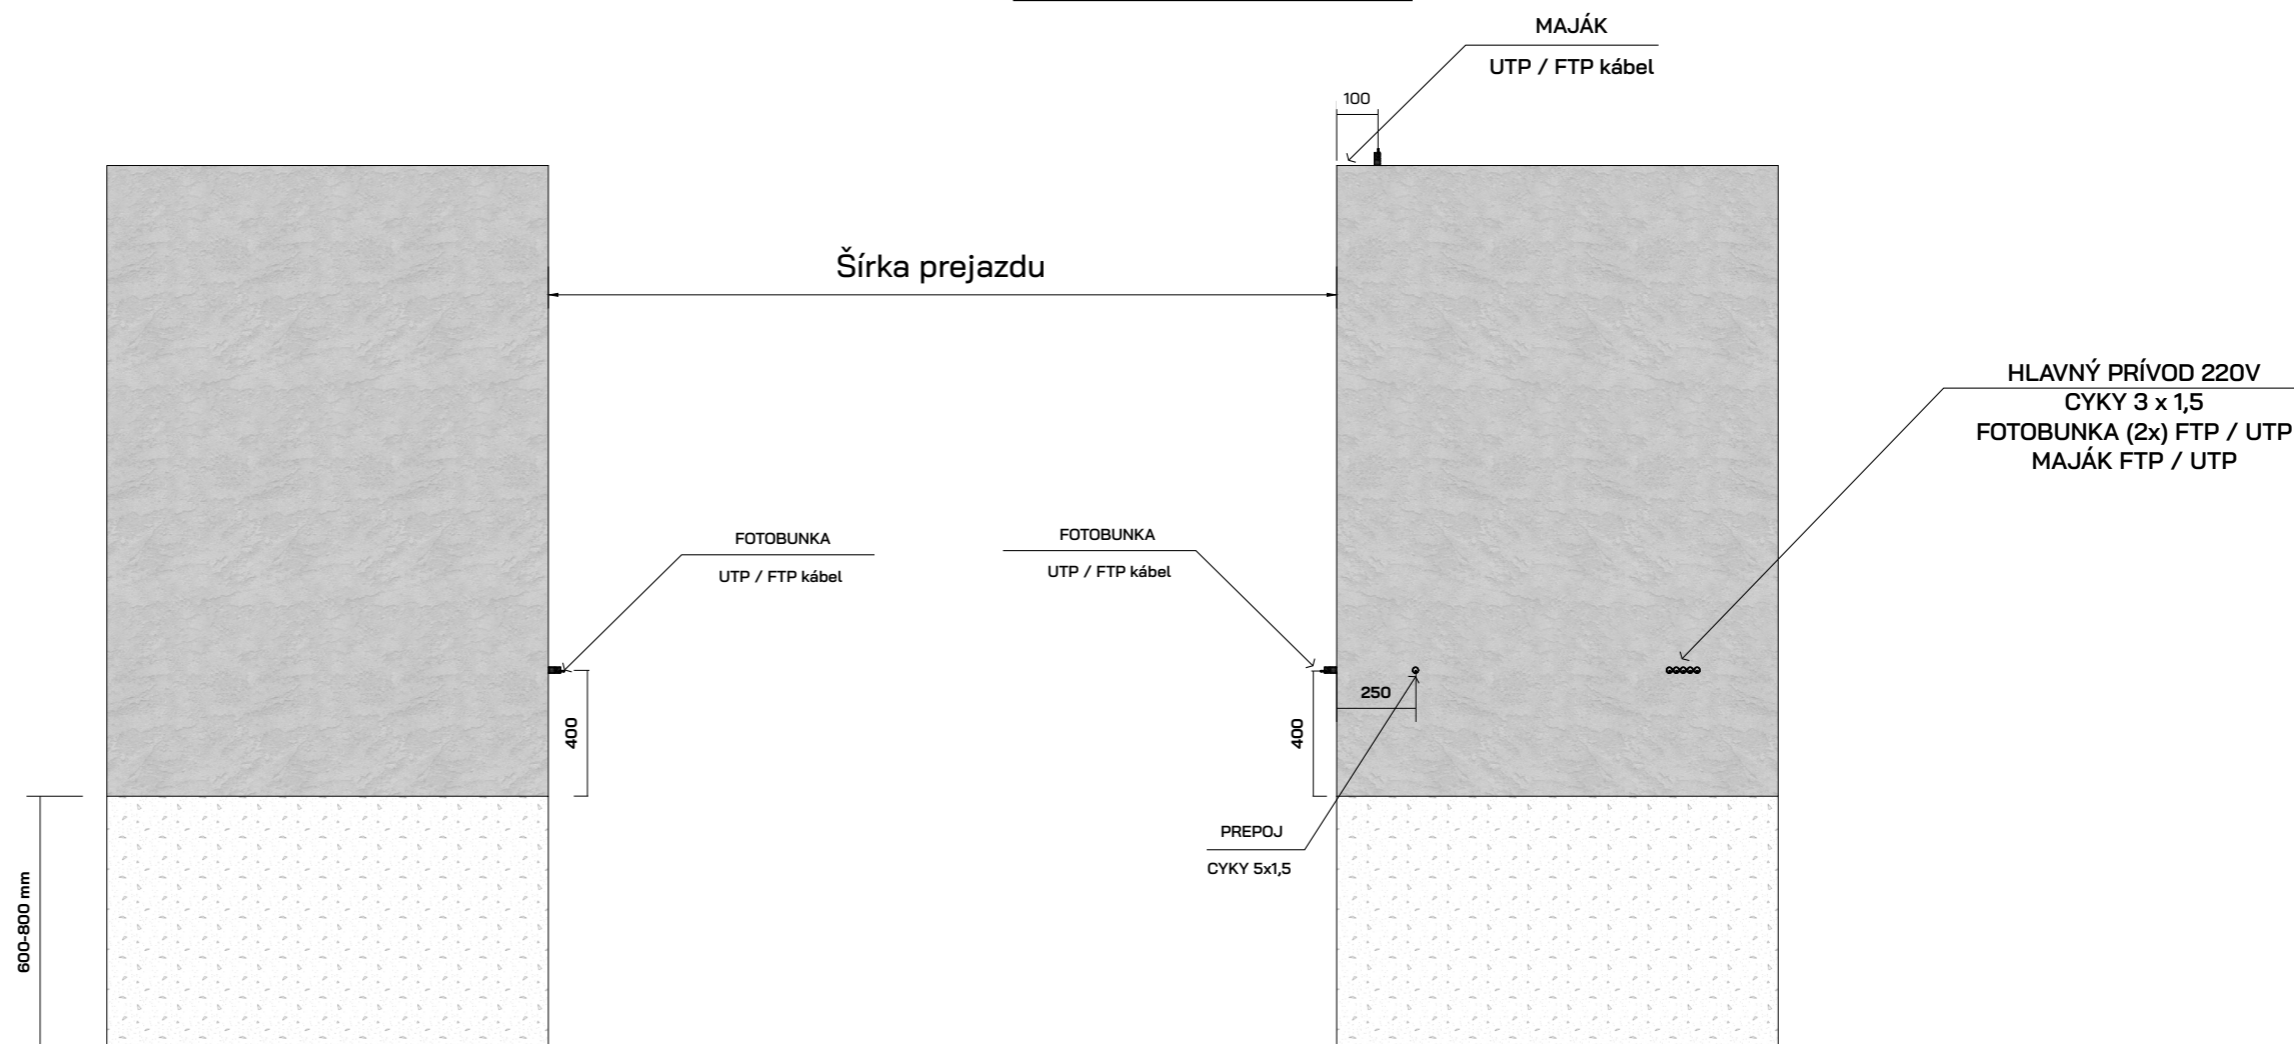 MAJÁK
UTP / FTP kábel
100
Šírka prejazdu
HLAVNÝ PRÍVOD 220V
CYKY 3 x 1,5
FOTOBUNKA (2x) FTP / UTP
MAJÁK FTP / UTP
FOTOBUNKA
UTP / FTP kábel
FOTOBUNKA
UTP / FTP kábel
400
400
250
PREPOJ
CYKY 5x1,5
600-800 mm